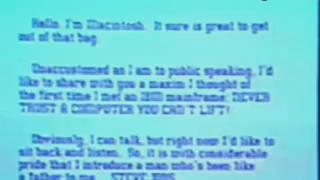 Hello, I'm Macintosh. It sure is great to get
out of that bag.
Unaccustomed as I am to public speaking, I'd
like to share with you a maxim I thought of
the first time I met an IBM mainframe: NEVER
TRUST A COMPUTER YOU CAN'T LIFT!
Obviously, I can talk, but right now I'd like to
sit back and listen. So, it is with considerable
pride that I introduce a man who's been like
a father to me... STEVE JOBS.